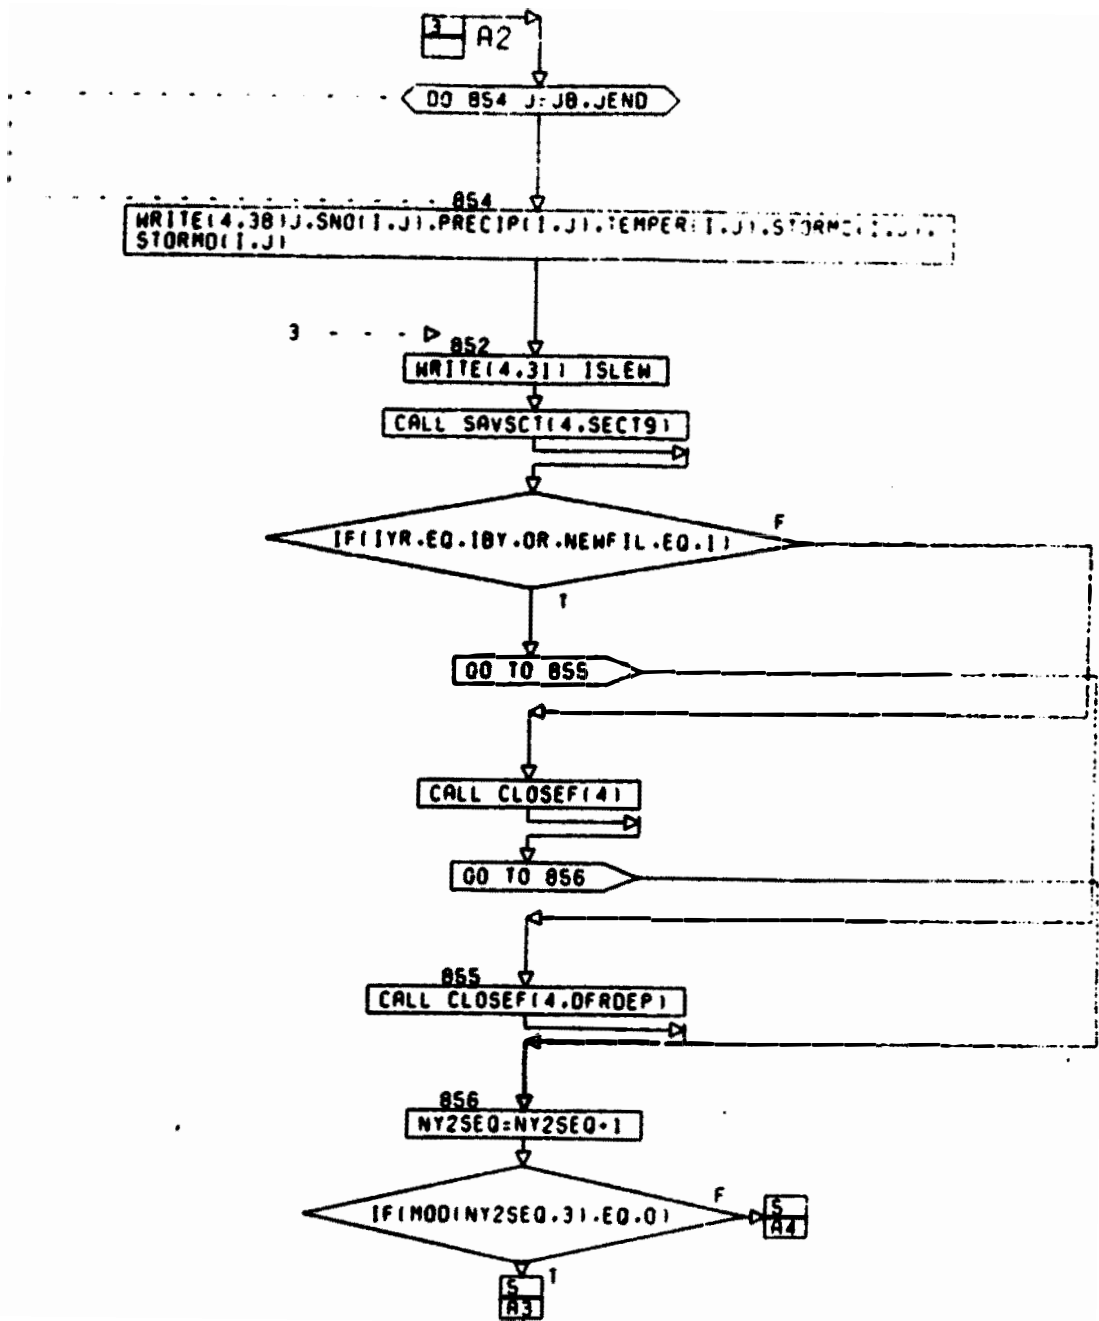 3
A2
DO 854 J=JB,JEND
854
WRITE(4,38)J,SNO(I,J),PRECIP(I,J),TEMPER(I,J),STORMC(I,J),
STORMD(I,J)
3
852
WRITE(4,31) ISLEW
CALL SAVSCT(4,SECT9)
F
IF(IYR.EQ.IBY.OR.NEWFIL.EQ.1)
T
GO TO 855
CALL CLOSEF(4)
GO TO 856
855
CALL CLOSEF(4,DFRDEP)
856
NY2SEQ=NY2SEQ+1
F
IF(MOD(NY2SEQ,3).EQ.0)
5
A4
T
5
A3